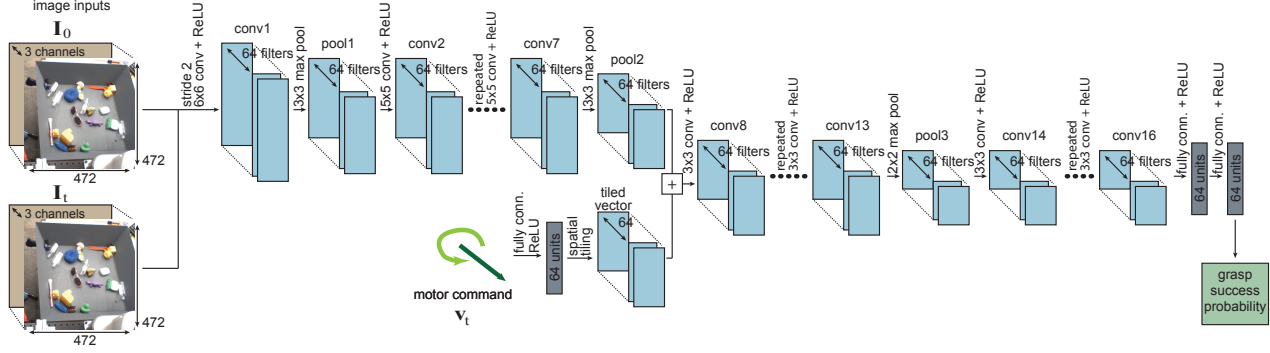 image inputs
I0
3 channels
472
472
It
3 channels
472
472
stride 2
6x6 conv + ReLU
conv1
64 filters
3x3 max pool
pool1
64 filters
5x5 conv + ReLU
conv2
64 filters
repeated
5x5 conv + ReLU
conv7
64 filters
3x3 max pool
pool2
64 filters
motor command
vt
fully conn.
ReLU
64 units
spatial
tiling
tiled
vector
64
+
3x3 conv + ReLU
conv8
64 filters
repeated
3x3 conv + ReLU
conv13
64 filters
2x2 max pool
pool3
64 filters
3x3 conv + ReLU
conv14
64 filters
repeated
3x3 conv + ReLU
conv16
64 filters
fully conn. + ReLU
64 units
fully conn. + ReLU
64 units
grasp
success
probability